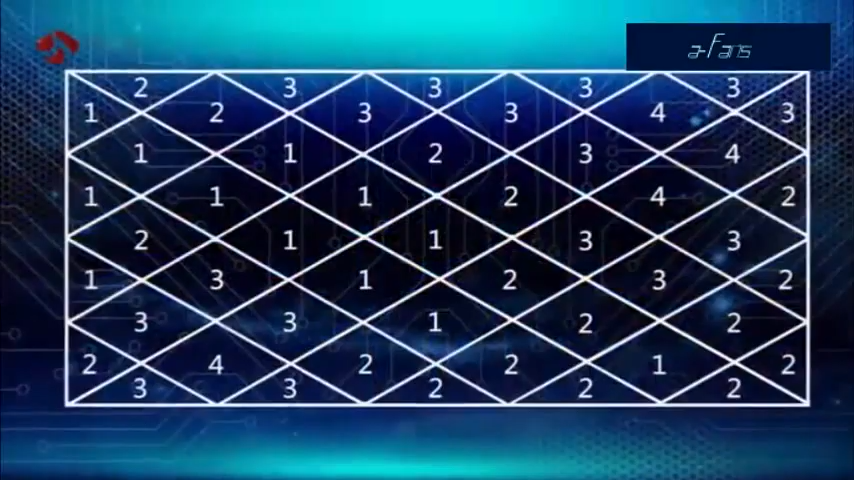 a-Fans
2 3 3 3 3
1 2 3 3 4 3
1 1 2 3 4
1 1 1 2 4 2
2 1 1 3 3
1 3 1 2 3 2
3 3 1 2 2
2 4 2 2 1 2
3 3 2 2 2